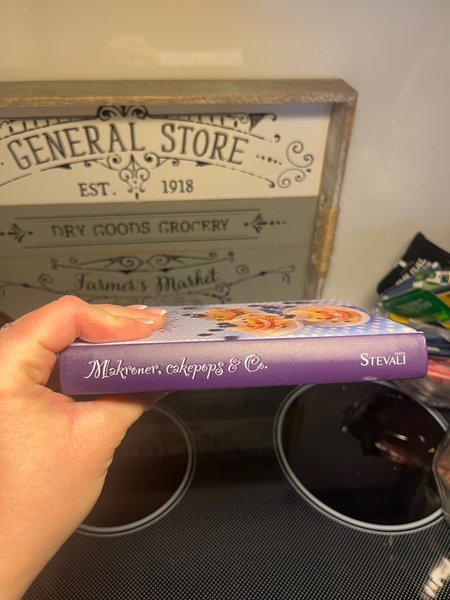 GENERAL STORE
EST. 1918
DRY GOODS GROCERY
Farmer's Market
Makroner, cakepops & Co.
STEVALI